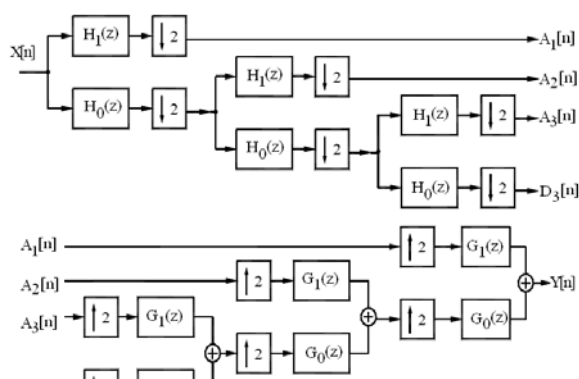 H1(z) ↓2 A1[n]
X[n]
H1(z) ↓2 A2[n]
H0(z) ↓2
H1(z) ↓2 A3[n]
H0(z) ↓2
H0(z) ↓2 D3[n]
A1[n] ↑2 G1(z)
A2[n] ↑2 G1(z) + Y[n]
A3[n] ↑2 G1(z) + ↑2 G0(z)
+ ↑2 G0(z)